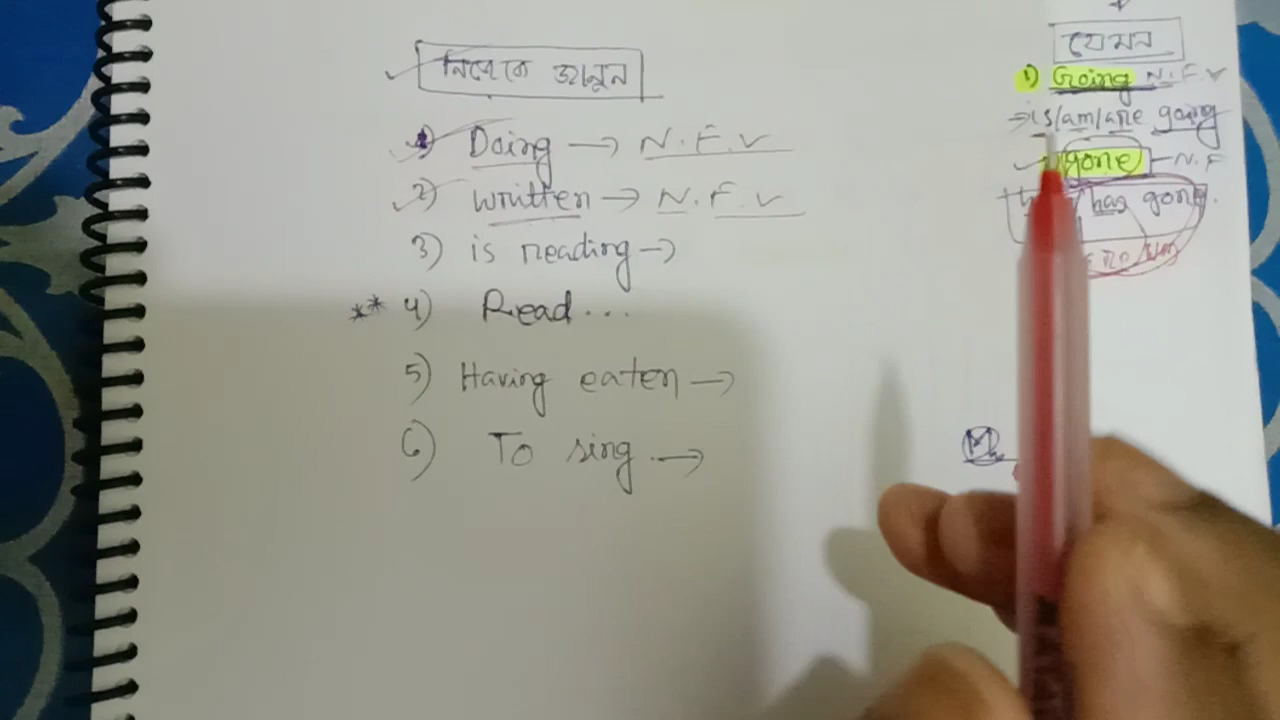 নিজেকে জানুন
1) Doing → N.F.V
2) written → N.F.V
3) is reading →
** 4) Read...
5) Having eaten →
6) To sing →
যেমন
1) Going N.F.V
→ is/am/are going
gone - N.F
has gone.